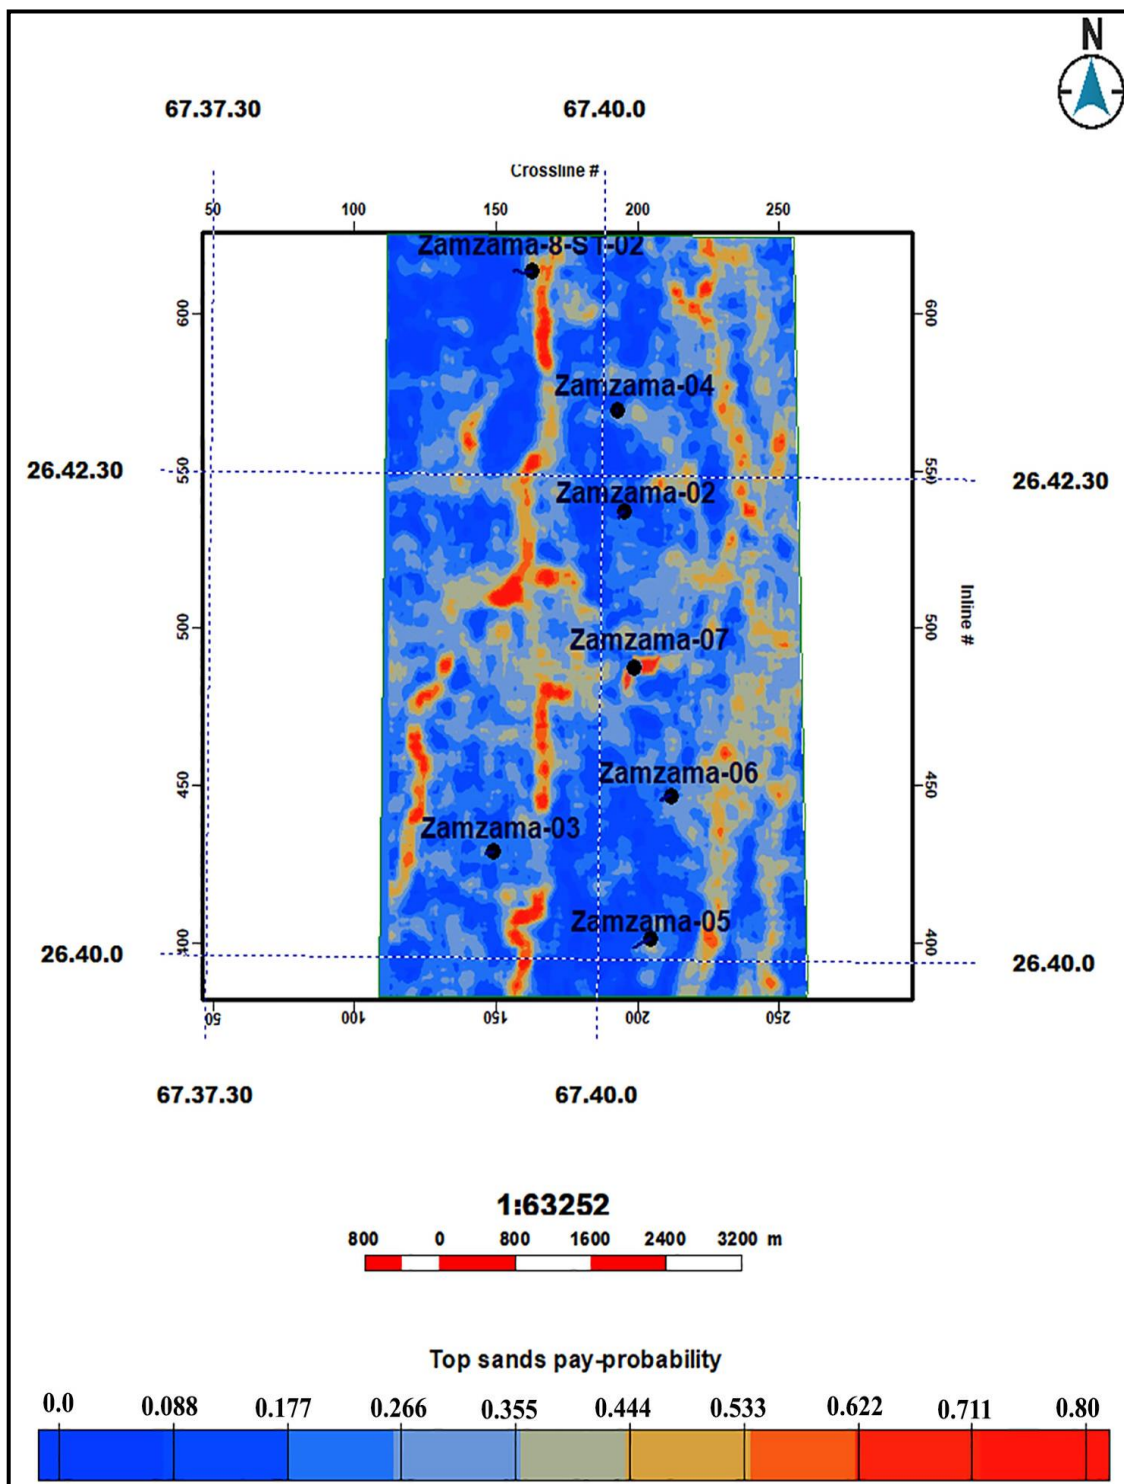 N
67.37.30 67.40.0
Crossline #
50 100 150 200 250
Zamzama-8-ST-02
600 600
Zamzama-04
26.42.30 550 550 26.42.30
Zamzama-02
Inline #
500 500
Zamzama-07
Zamzama-06
450 450
Zamzama-03
Zamzama-05
26.40.0 400 400 26.40.0
50 100 150 200 250
67.37.30 67.40.0
1:63252
800 0 800 1600 2400 3200 m
Top sands pay-probability
0.0 0.088 0.177 0.266 0.355 0.444 0.533 0.622 0.711 0.80